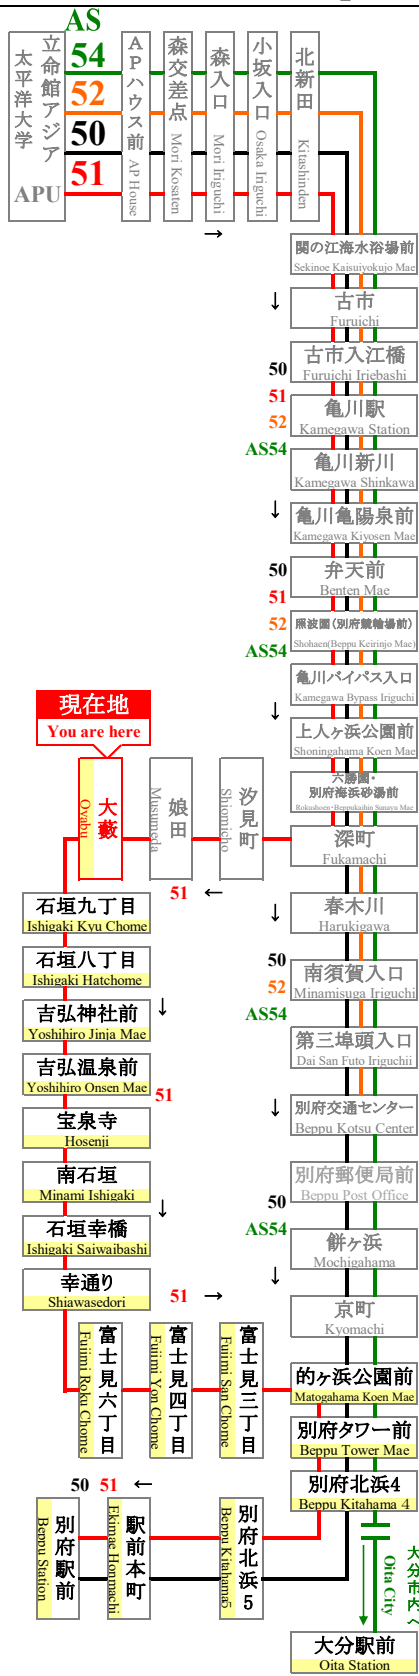 AS
54
52
50
51
立命館アジア
太平洋大学
APU
APハウス前
AP House
森交差点
Mori Kosaten
森入口
Mori Iriguchi
小坂入口
Osaka Iriguchi
北新田
Kitashinden
→
関の江海水浴場前
Sekinoe Kaisuiyokujo Mae
↓
古市
Furuichi
古市入江橋
Furuichi Iriebashi
50
51
52
AS54
亀川駅
Kamegawa Station
亀川新川
Kamegawa Shinkawa
↓
亀川亀陽泉前
Kamegawa Kiyosen Mae
50
51
52
AS54
弁天前
Benten Mae
照波園(別府競輪場前)
Shohaen(Beppu Keirinjo Mae)
亀川バイパス入口
Kamegawa Bypass Iriguchi
↓
上人ヶ浜公園前
Shoningahama Koen Mae
六勝園・
別府海浜砂湯前
Rokushoen・Beppukaihin Sunayu Mae
深町
Fukamachi
現在地
You are here
大藪
Oyabu
娘田
Musumeda
汐見町
Shiomicho
51 ←
↓
春木川
Harukigawa
50
52
AS54
南須賀入口
Minamisuga Iriguchi
第三埠頭入口
Dai San Futo Iriguchii
↓
別府交通センター
Beppu Kotsu Center
別府郵便局前
Beppu Post Office
50
AS54
餅ヶ浜
Mochigahama
↓
京町
Kyomachi
石垣九丁目
Ishigaki Kyu Chome
石垣八丁目
Ishigaki Hatchome
吉弘神社前
Yoshihiro Jinja Mae
↓
吉弘温泉前
Yoshihiro Onsen Mae
51
宝泉寺
Hosenji
南石垣
Minami Ishigaki
↓
石垣幸橋
Ishigaki Saiwaibashi
幸通り
Shiawasedori
51 →
富士見六丁目
Fujimi Roku Chome
富士見四丁目
Fujimi Yon Chome
富士見三丁目
Fujimi San Chome
的ヶ浜公園前
Matogahama Koen Mae
別府タワー前
Beppu Tower Mae
別府北浜4
Beppu Kitahama 4
50 51 ←
別府北浜5
Beppu Kitahama5
駅前本町
Ekimae Honmachi
別府駅前
Beppu Station
大分市内へ
Oita City
大分駅前
Oita Station